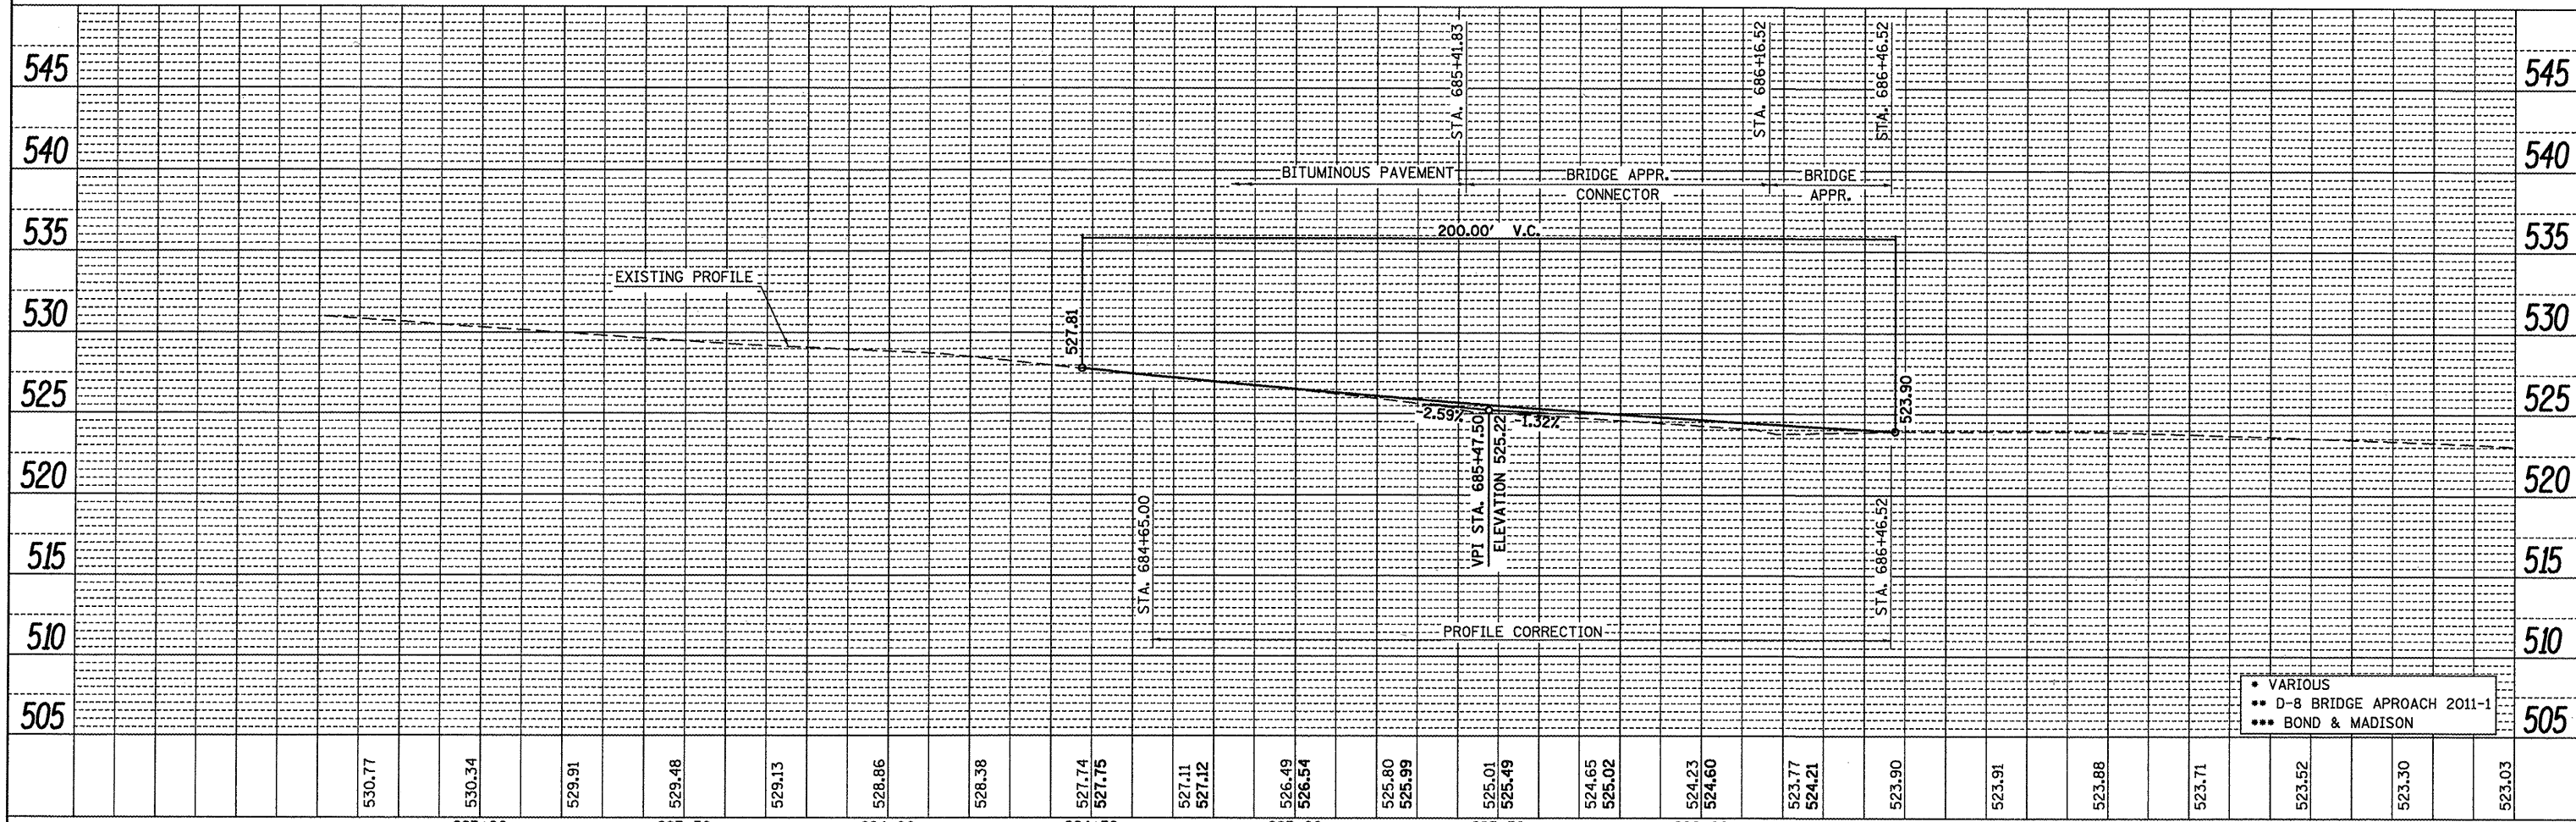 545
540
535
530
525
520
515
510
505
STA. 685+41.83
STA. 686+16.52
STA. 686+46.52
BITUMINOUS PAVEMENT
BRIDGE APPR.
CONNECTOR
BRIDGE
APPR.
200.00' V.C.
EXISTING PROFILE
527.81
523.90
-2.59%
-1.32%
VPI STA. 685+47.50
ELEVATION 525.22
STA. 684+65.00
STA. 686+46.52
PROFILE CORRECTION
545
540
535
530
525
520
515
510
505
* VARIOUS
** D-8 BRIDGE APROACH 2011-1
*** BOND & MADISON
530.77
530.34
529.91
529.48
529.13
528.86
528.38
527.74
527.75
527.11
527.12
526.49
526.54
525.80
525.99
525.01
525.49
524.65
525.02
524.23
524.60
523.77
524.21
523.90
523.91
523.88
523.71
523.52
523.30
523.03